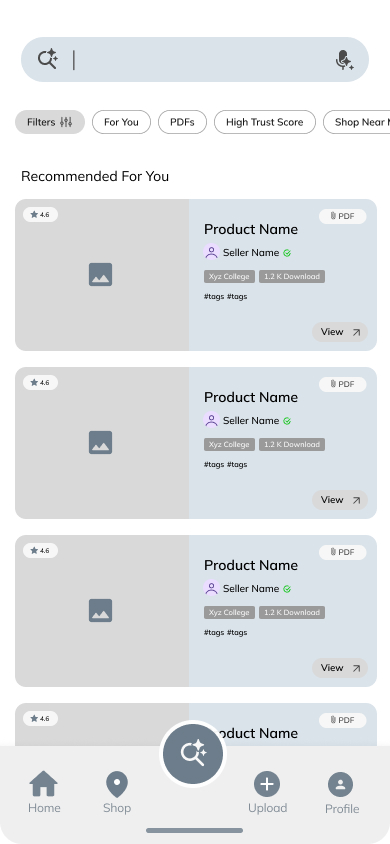 Filters
For You
PDFs
High Trust Score
Shop Near
Recommended For You
4.6
PDF
Product Name
Seller Name
Xyz College
1.2 K Download
#tags #tags
View
4.6
PDF
Product Name
Seller Name
Xyz College
1.2 K Download
#tags #tags
View
4.6
PDF
Product Name
Seller Name
Xyz College
1.2 K Download
#tags #tags
View
4.6
PDF
Product Name
Home
Shop
Upload
Profile